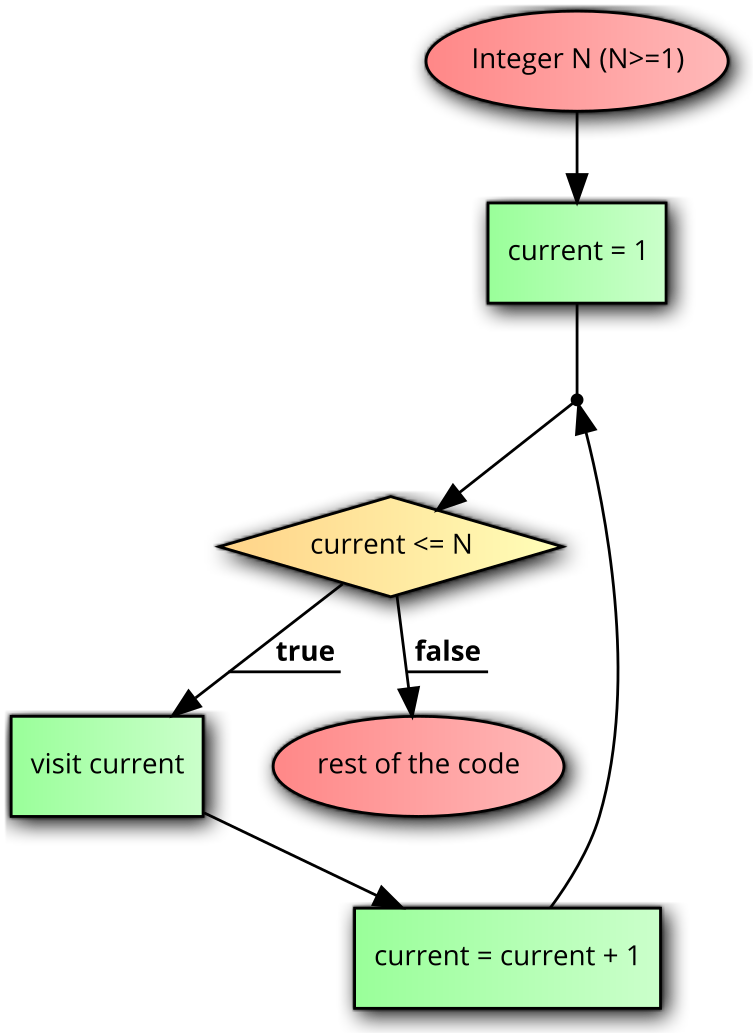 Integer N (N>=1)
current = 1
current <= N
true
false
visit current
rest of the code
current = current + 1